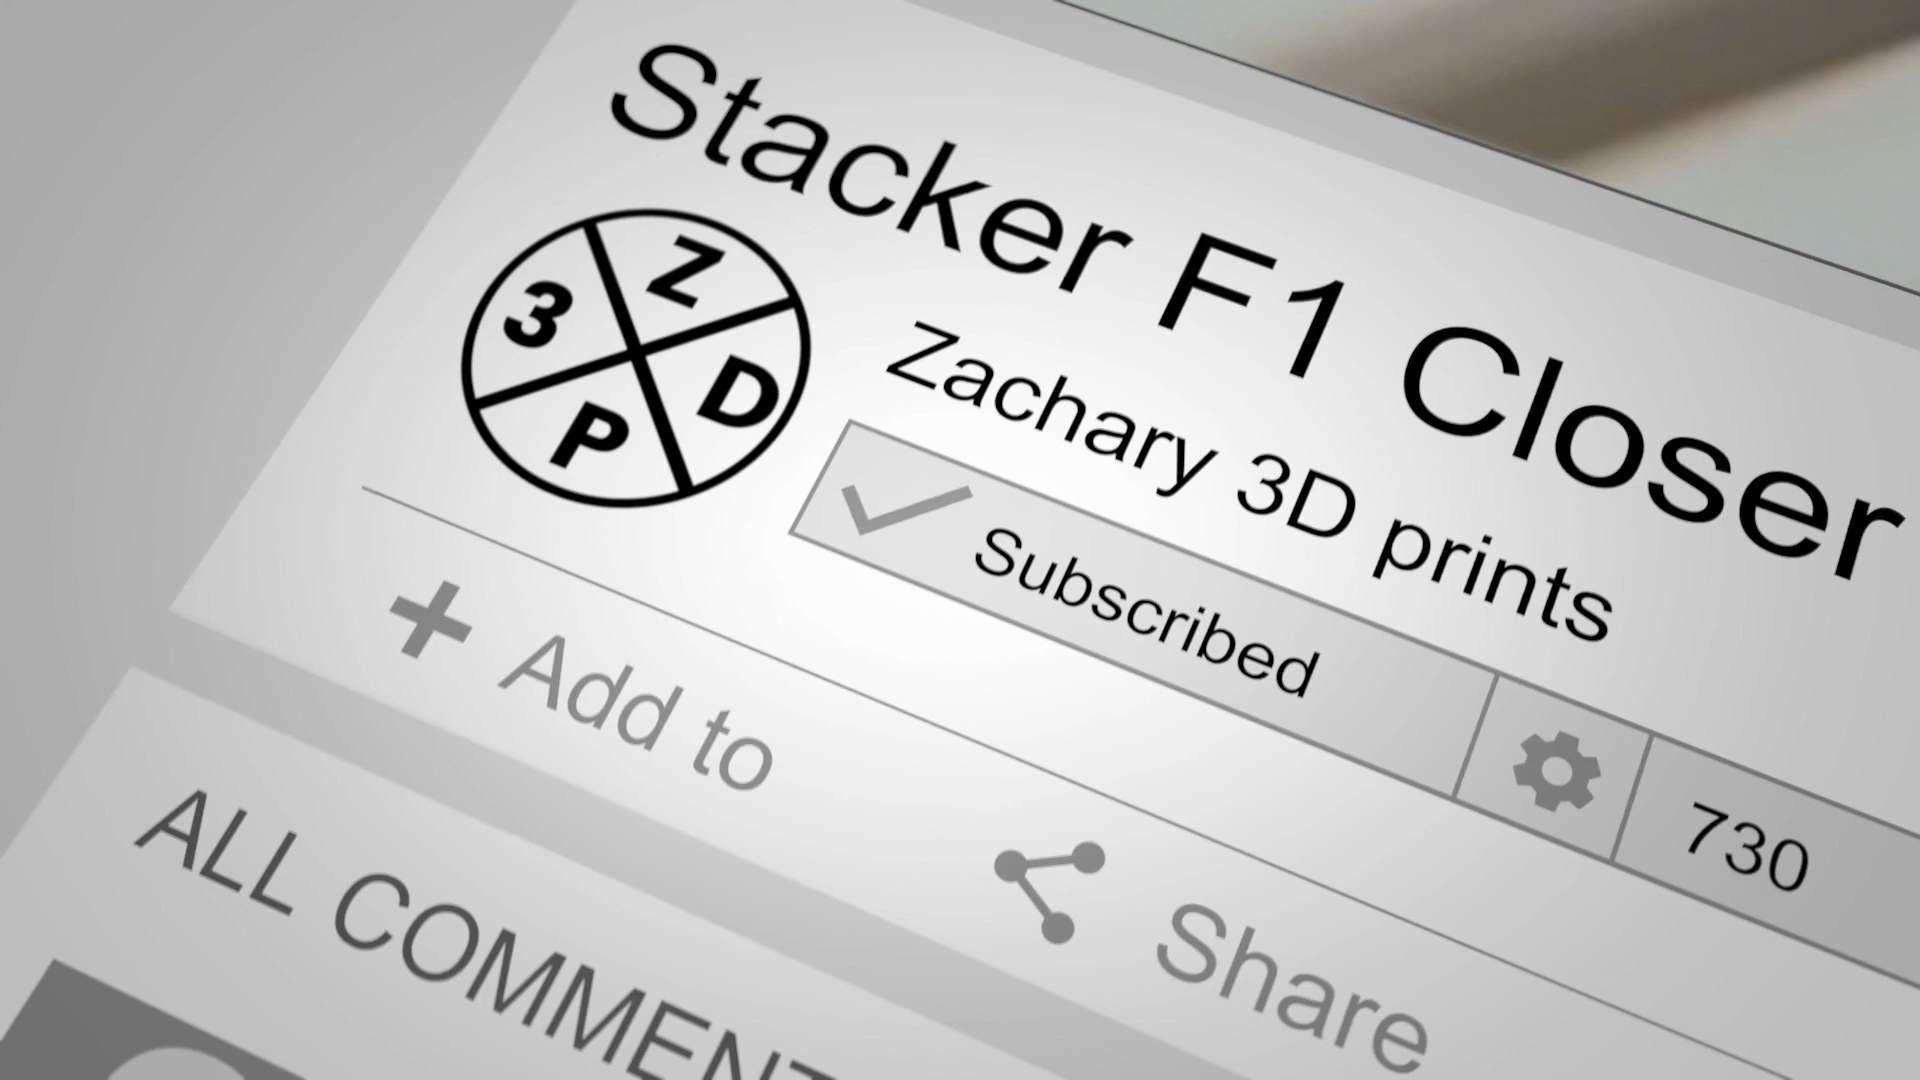 Stacker F1 Closer
3 Z
P D
Zachary 3D prints
Subscribed
730
Add to
Share
ALL COMMENT